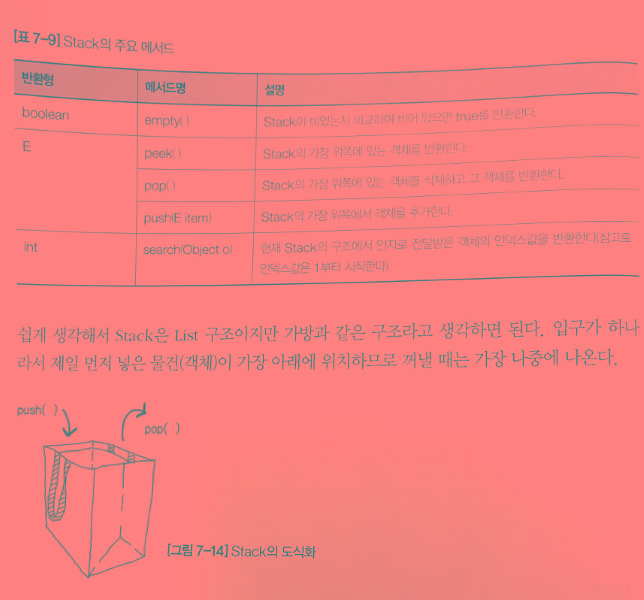 [표 7-9] Stack의 주요 메서드
반환형 메서드명 설명
boolean empty( ) Stack이 비었는지 비교하여 비어 있으면 true를 반환한다.
E peek( ) Stack의 가장 위쪽에 있는 객체를 반환한다.
pop( ) Stack의 가장 위쪽에 있는 객체를 삭제하고 그 객체를 반환한다.
push(E item) Stack의 가장 위쪽에서 객체를 추가한다.
int search(Object o) 현재 Stack의 구조에서 인자로 전달받은 객체의 인덱스값을 반환한다(참고로
인덱스값은 1부터 시작한다).
쉽게 생각해서 Stack은 List 구조이지만 가방과 같은 구조라고 생각하면 된다. 입구가 하나
라서 제일 먼저 넣은 물건(객체)이 가장 아래에 위치하므로 꺼낼 때는 가장 나중에 나온다.
push( )
pop( )
[그림 7-14] Stack의 도식화